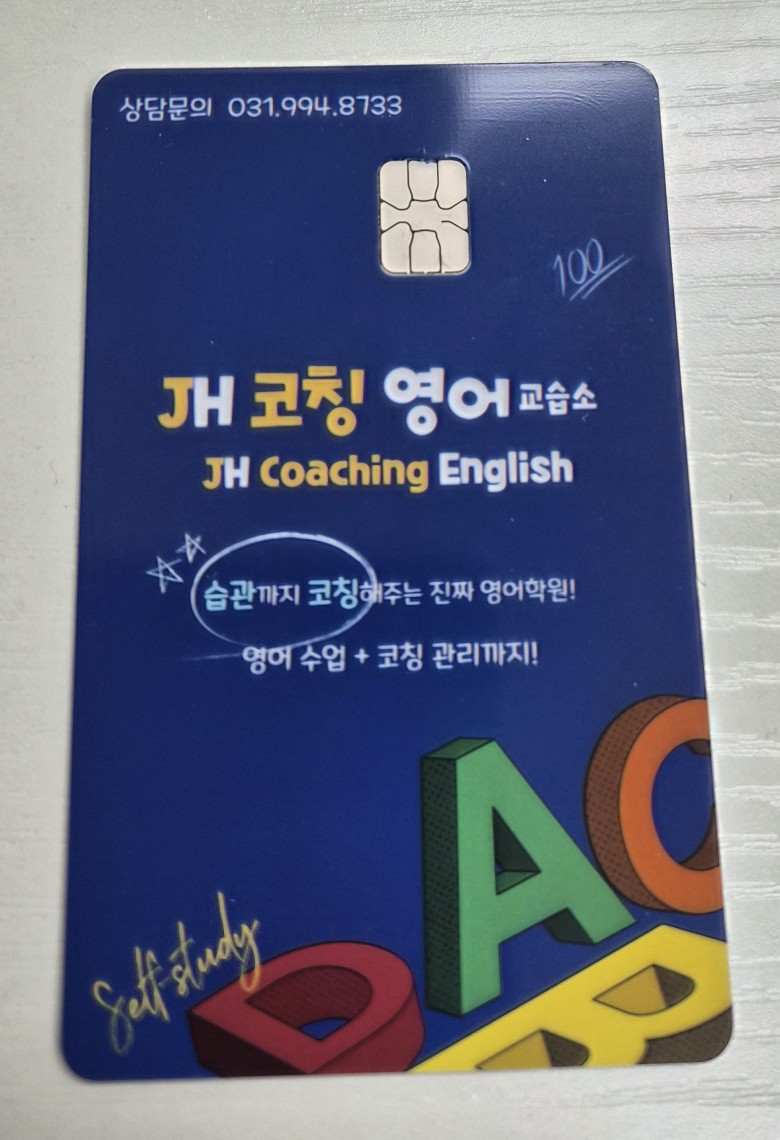 상담문의 031.994.8733
100
JH 코칭 영어 교습소
JH Coaching English
습관까지 코칭해주는 진짜 영어학원!
영어 수업 + 코칭 관리까지!
A C
Self-study
D B